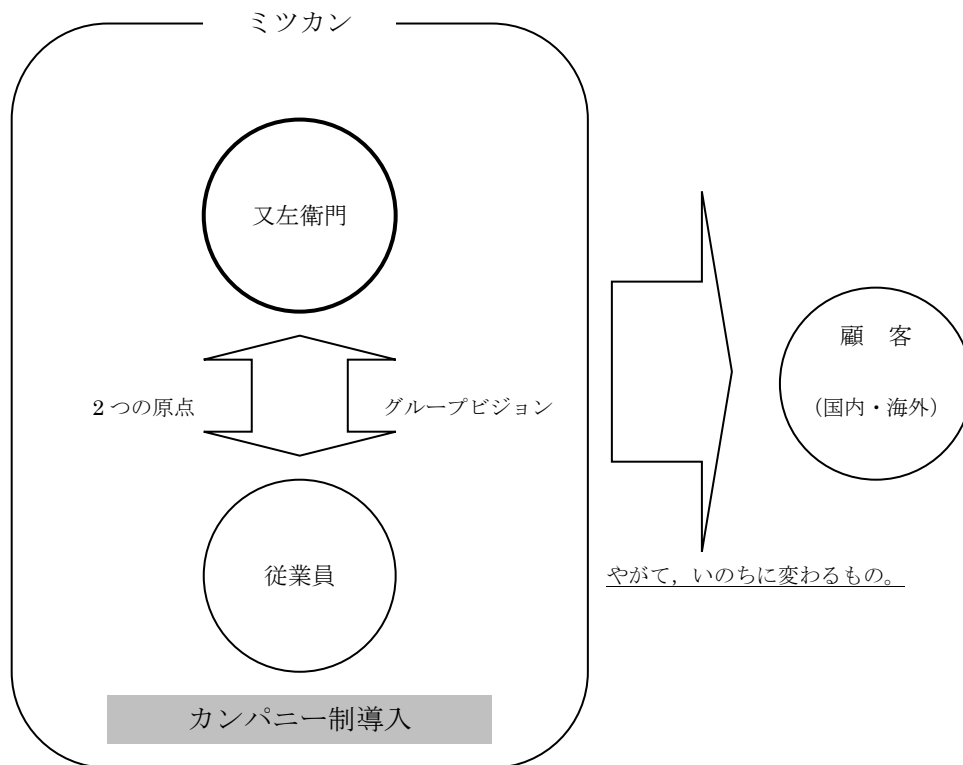 ミツカン
又左衛門
2つの原点
グループビジョン
従業員
カンパニー制導入
やがて，いのちに変わるもの。
顧　客
（国内・海外）